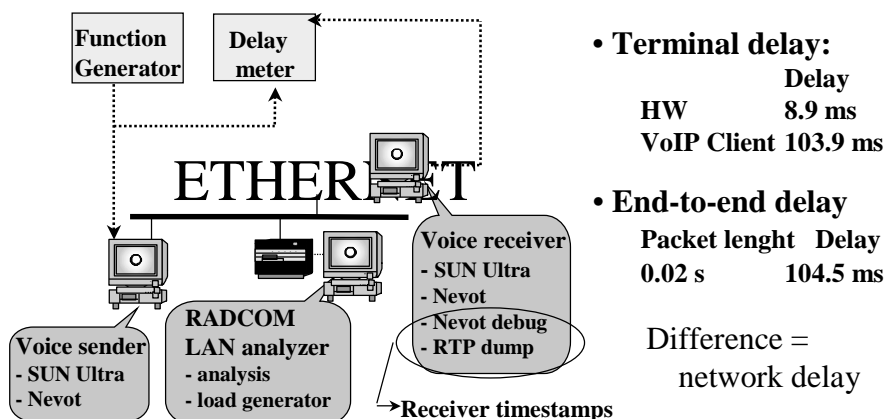 Function
Generator
Delay
meter
ETHERNET
Voice sender
- SUN Ultra
- Nevot
RADCOM
LAN analyzer
- analysis
- load generator
Voice receiver
- SUN Ultra
- Nevot
- Nevot debug
- RTP dump
Receiver timestamps
• Terminal delay:
Delay
HW 8.9 ms
VoIP Client 103.9 ms
• End-to-end delay
Packet lenght Delay
0.02 s 104.5 ms
Difference =
network delay